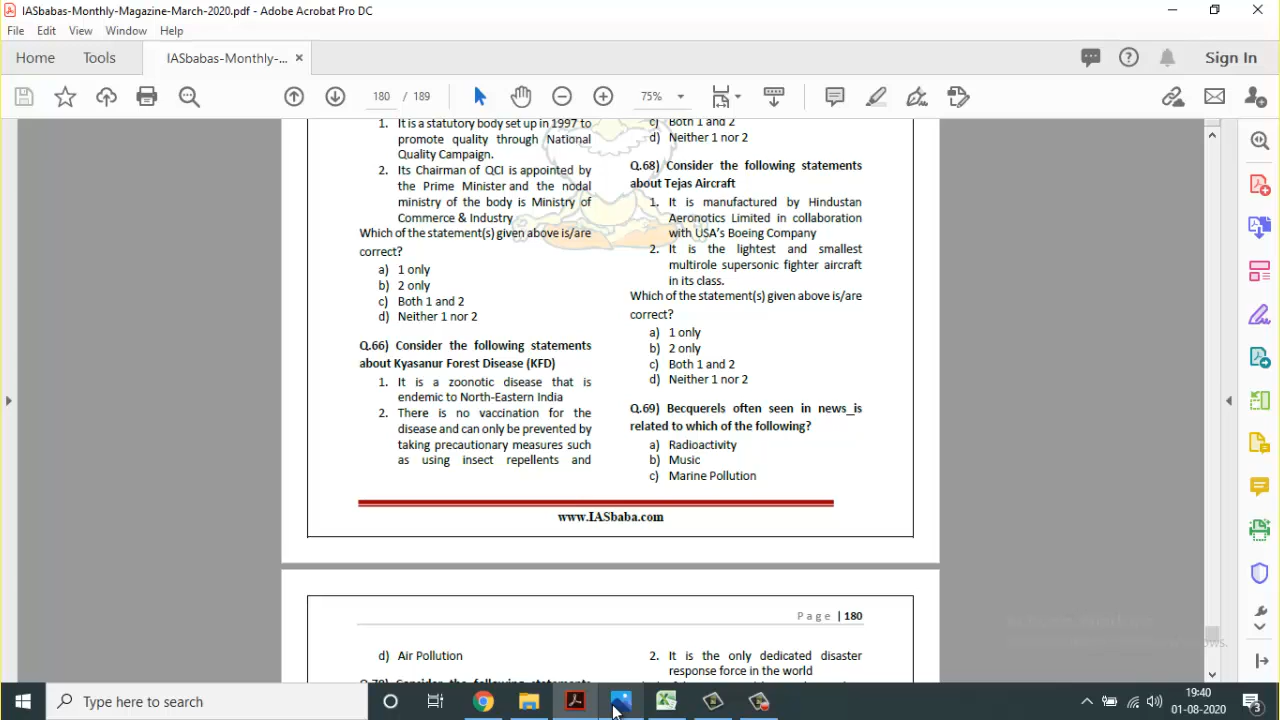 IASbabas-Monthly-Magazine-March-2020.pdf - Adobe Acrobat Pro DC
File Edit View Window Help
Home Tools IASbabas-Monthly-... × Sign In
180 / 189 75%
1. It is a statutory body set up in 1997 to
promote quality through National
Quality Campaign.
2. Its Chairman of QCI is appointed by
the Prime Minister and the nodal
ministry of the body is Ministry of
Commerce & Industry
Which of the statement(s) given above is/are
correct?
a) 1 only
b) 2 only
c) Both 1 and 2
d) Neither 1 nor 2
Q.66) Consider the following statements
about Kyasanur Forest Disease (KFD)
1. It is a zoonotic disease that is
endemic to North-Eastern India
2. There is no vaccination for the
disease and can only be prevented by
taking precautionary measures such
as using insect repellents and
c) Both 1 and 2
d) Neither 1 nor 2
Q.68) Consider the following statements
about Tejas Aircraft
1. It is manufactured by Hindustan
Aeronotics Limited in collaboration
with USA's Boeing Company
2. It is the lightest and smallest
multirole supersonic fighter aircraft
in its class.
Which of the statement(s) given above is/are
correct?
a) 1 only
b) 2 only
c) Both 1 and 2
d) Neither 1 nor 2
Q.69) Becquerels often seen in news_is
related to which of the following?
a) Radioactivity
b) Music
c) Marine Pollution
www.IASbaba.com
Page | 180
d) Air Pollution
2. It is the only dedicated disaster
response force in the world
Type here to search
19:40
01-08-2020
3